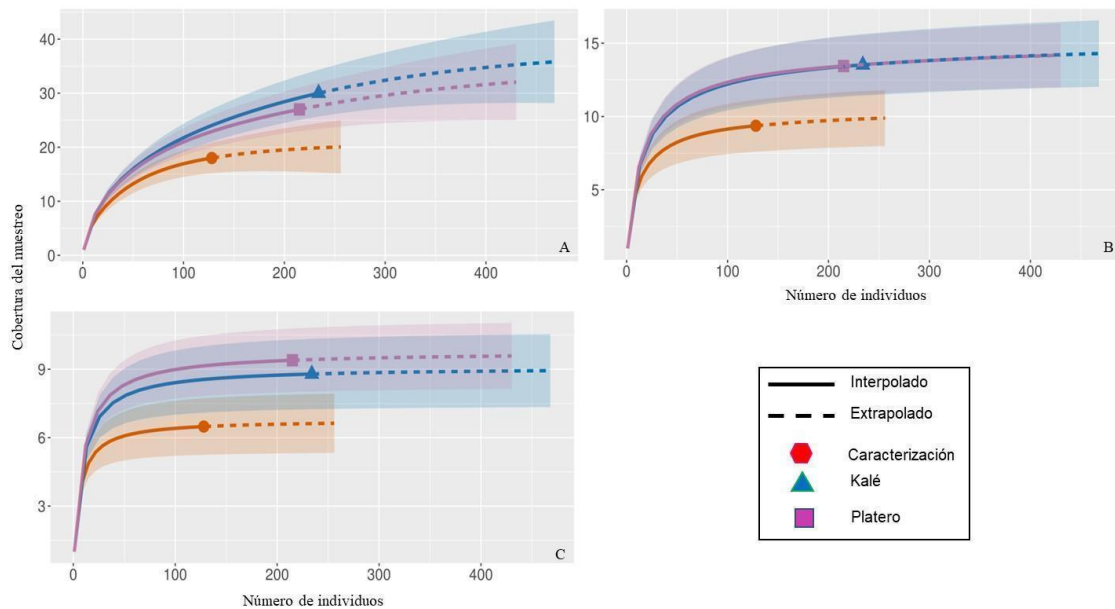 40
30
20
10
0
0
100
200
300
400
A
15
10
5
0
100
200
300
400
B
Número de individuos
Cobertura del muestreo
9
6
3
0
100
200
300
400
C
Número de individuos
Interpolado
Extrapolado
Caracterización
Kalé
Platero